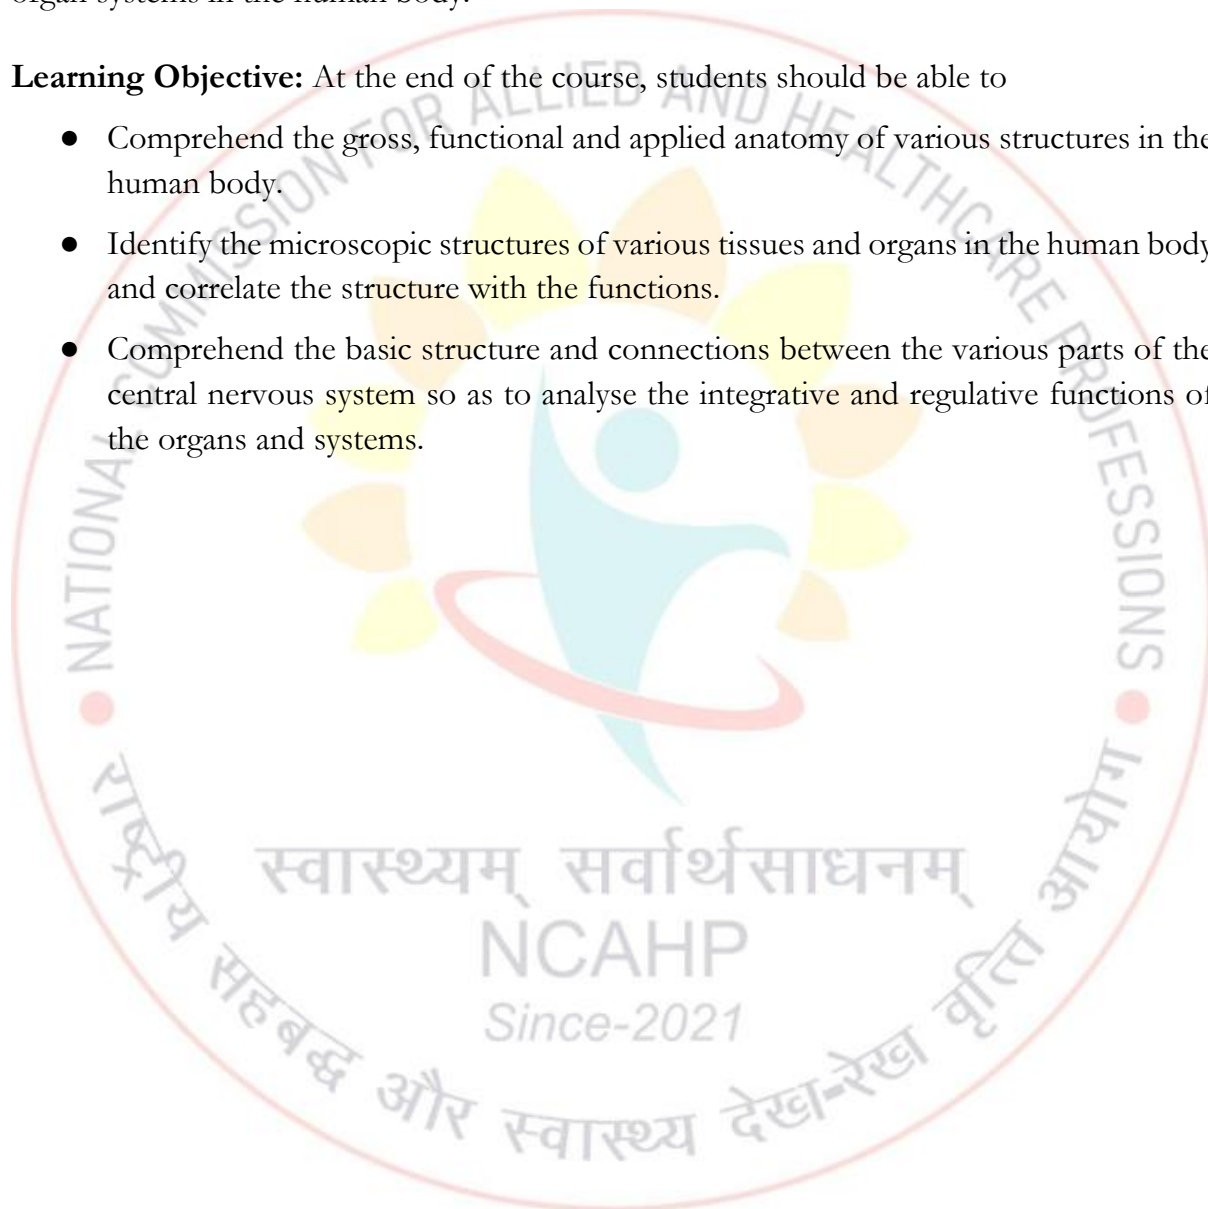 organ systems in the human body.
Learning Objective: At the end of the course, students should be able to
● Comprehend the gross, functional and applied anatomy of various structures in the
human body.
● Identify the microscopic structures of various tissues and organs in the human body
and correlate the structure with the functions.
● Comprehend the basic structure and connections between the various parts of the
central nervous system so as to analyse the integrative and regulative functions of
the organs and systems.
NATIONAL COMMISSION FOR ALLIED AND HEALTHCARE PROFESSIONS
स्वास्थ्यम् सर्वार्थसाधनम्
NCAHP
Since-2021
राष्ट्रीय सहबद्ध और स्वास्थ्य देख-रेख वृत्ति आयोग